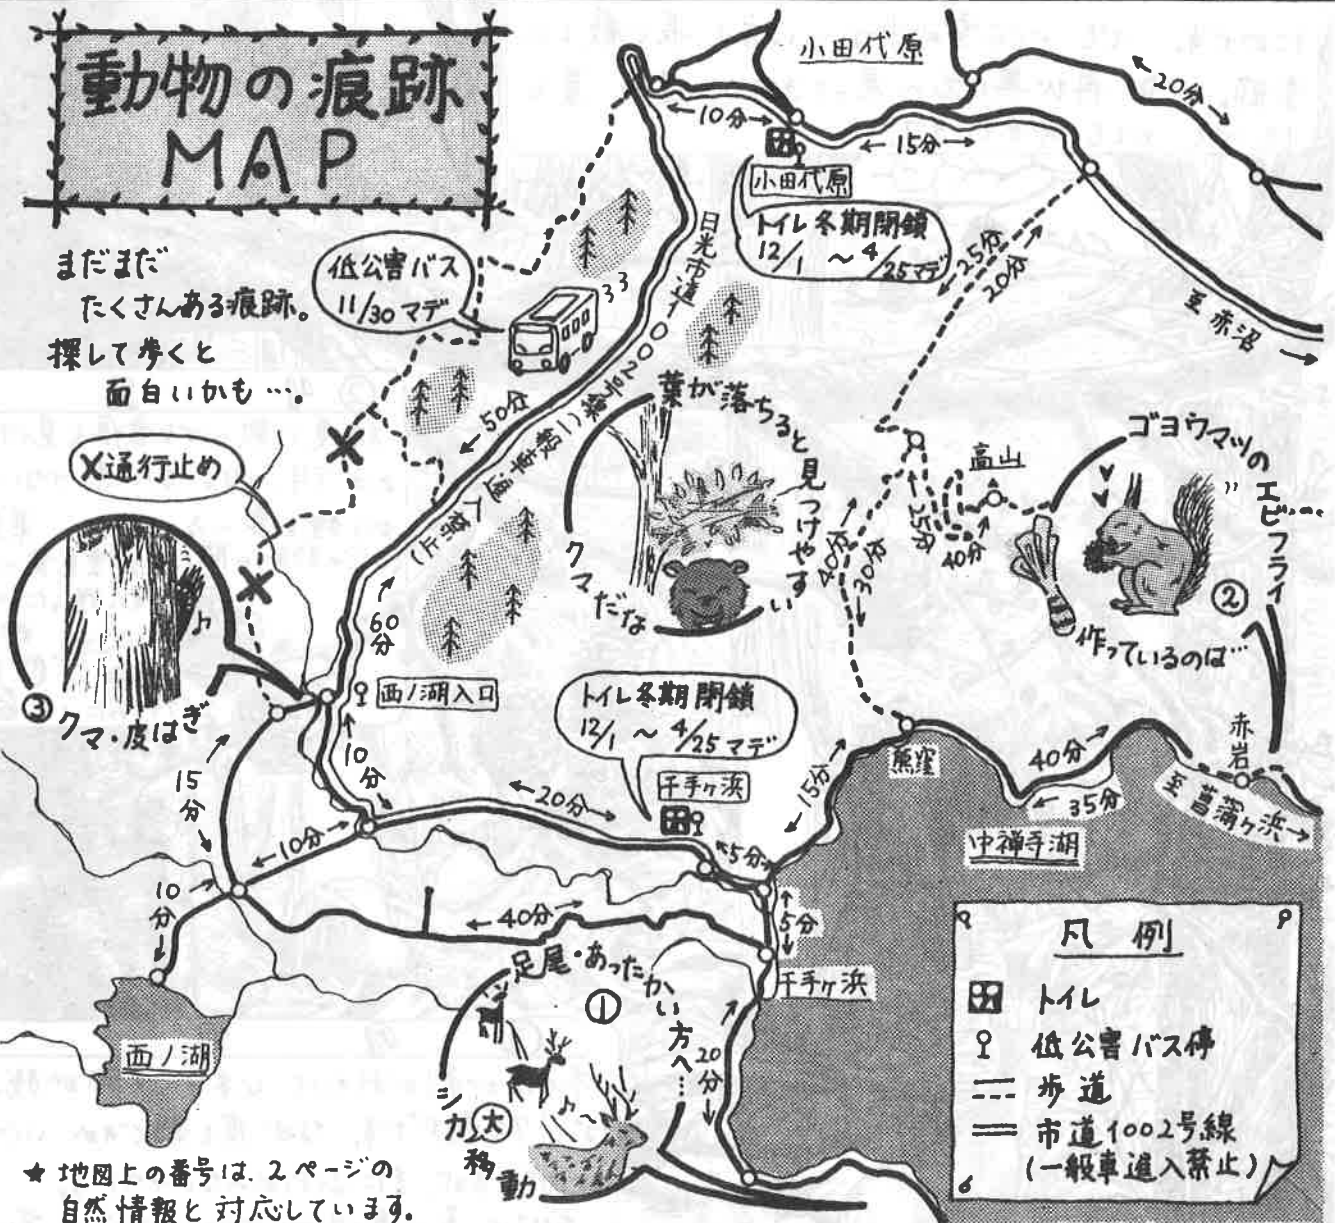 動物の痕跡
MAP
まだまだ
たくさんある痕跡。
探して歩くと
面白いかも…。
低公害バス
11/30マデ
小田代原
←10分→
←15分→
←20分→
小田代原
トイレ冬期閉鎖
12/1 〜 4/25マデ
日光市道1002号線(一般車進入禁止)
←25分
20分→
至赤沼
←50分
60分→
X通行止め
葉が落ちると見つけやすい
クマだな
高山
←25分
40分→
40分→
←30分
ゴヨウマツのエビフライ…
作っているのは…
②
③
クマ・皮はぎ
西ノ湖入口
←10分→
15分
トイレ冬期閉鎖
12/1 〜 4/25マデ
千手ヶ浜
←20分→
←15分→
熊窪
40分→
←35分
赤岩
至菖蒲ヶ浜→
中禅寺湖
←10分→
←5分→
10分
←40分→
←5分→
千手ヶ浜
西ノ湖
足尾・あったかい方へ…
①
シカ大移動
20分
凡例
トイレ
低公害バス停
歩道
市道1002号線
(一般車進入禁止)
★地図上の番号は、2ページの
自然情報と対応しています。